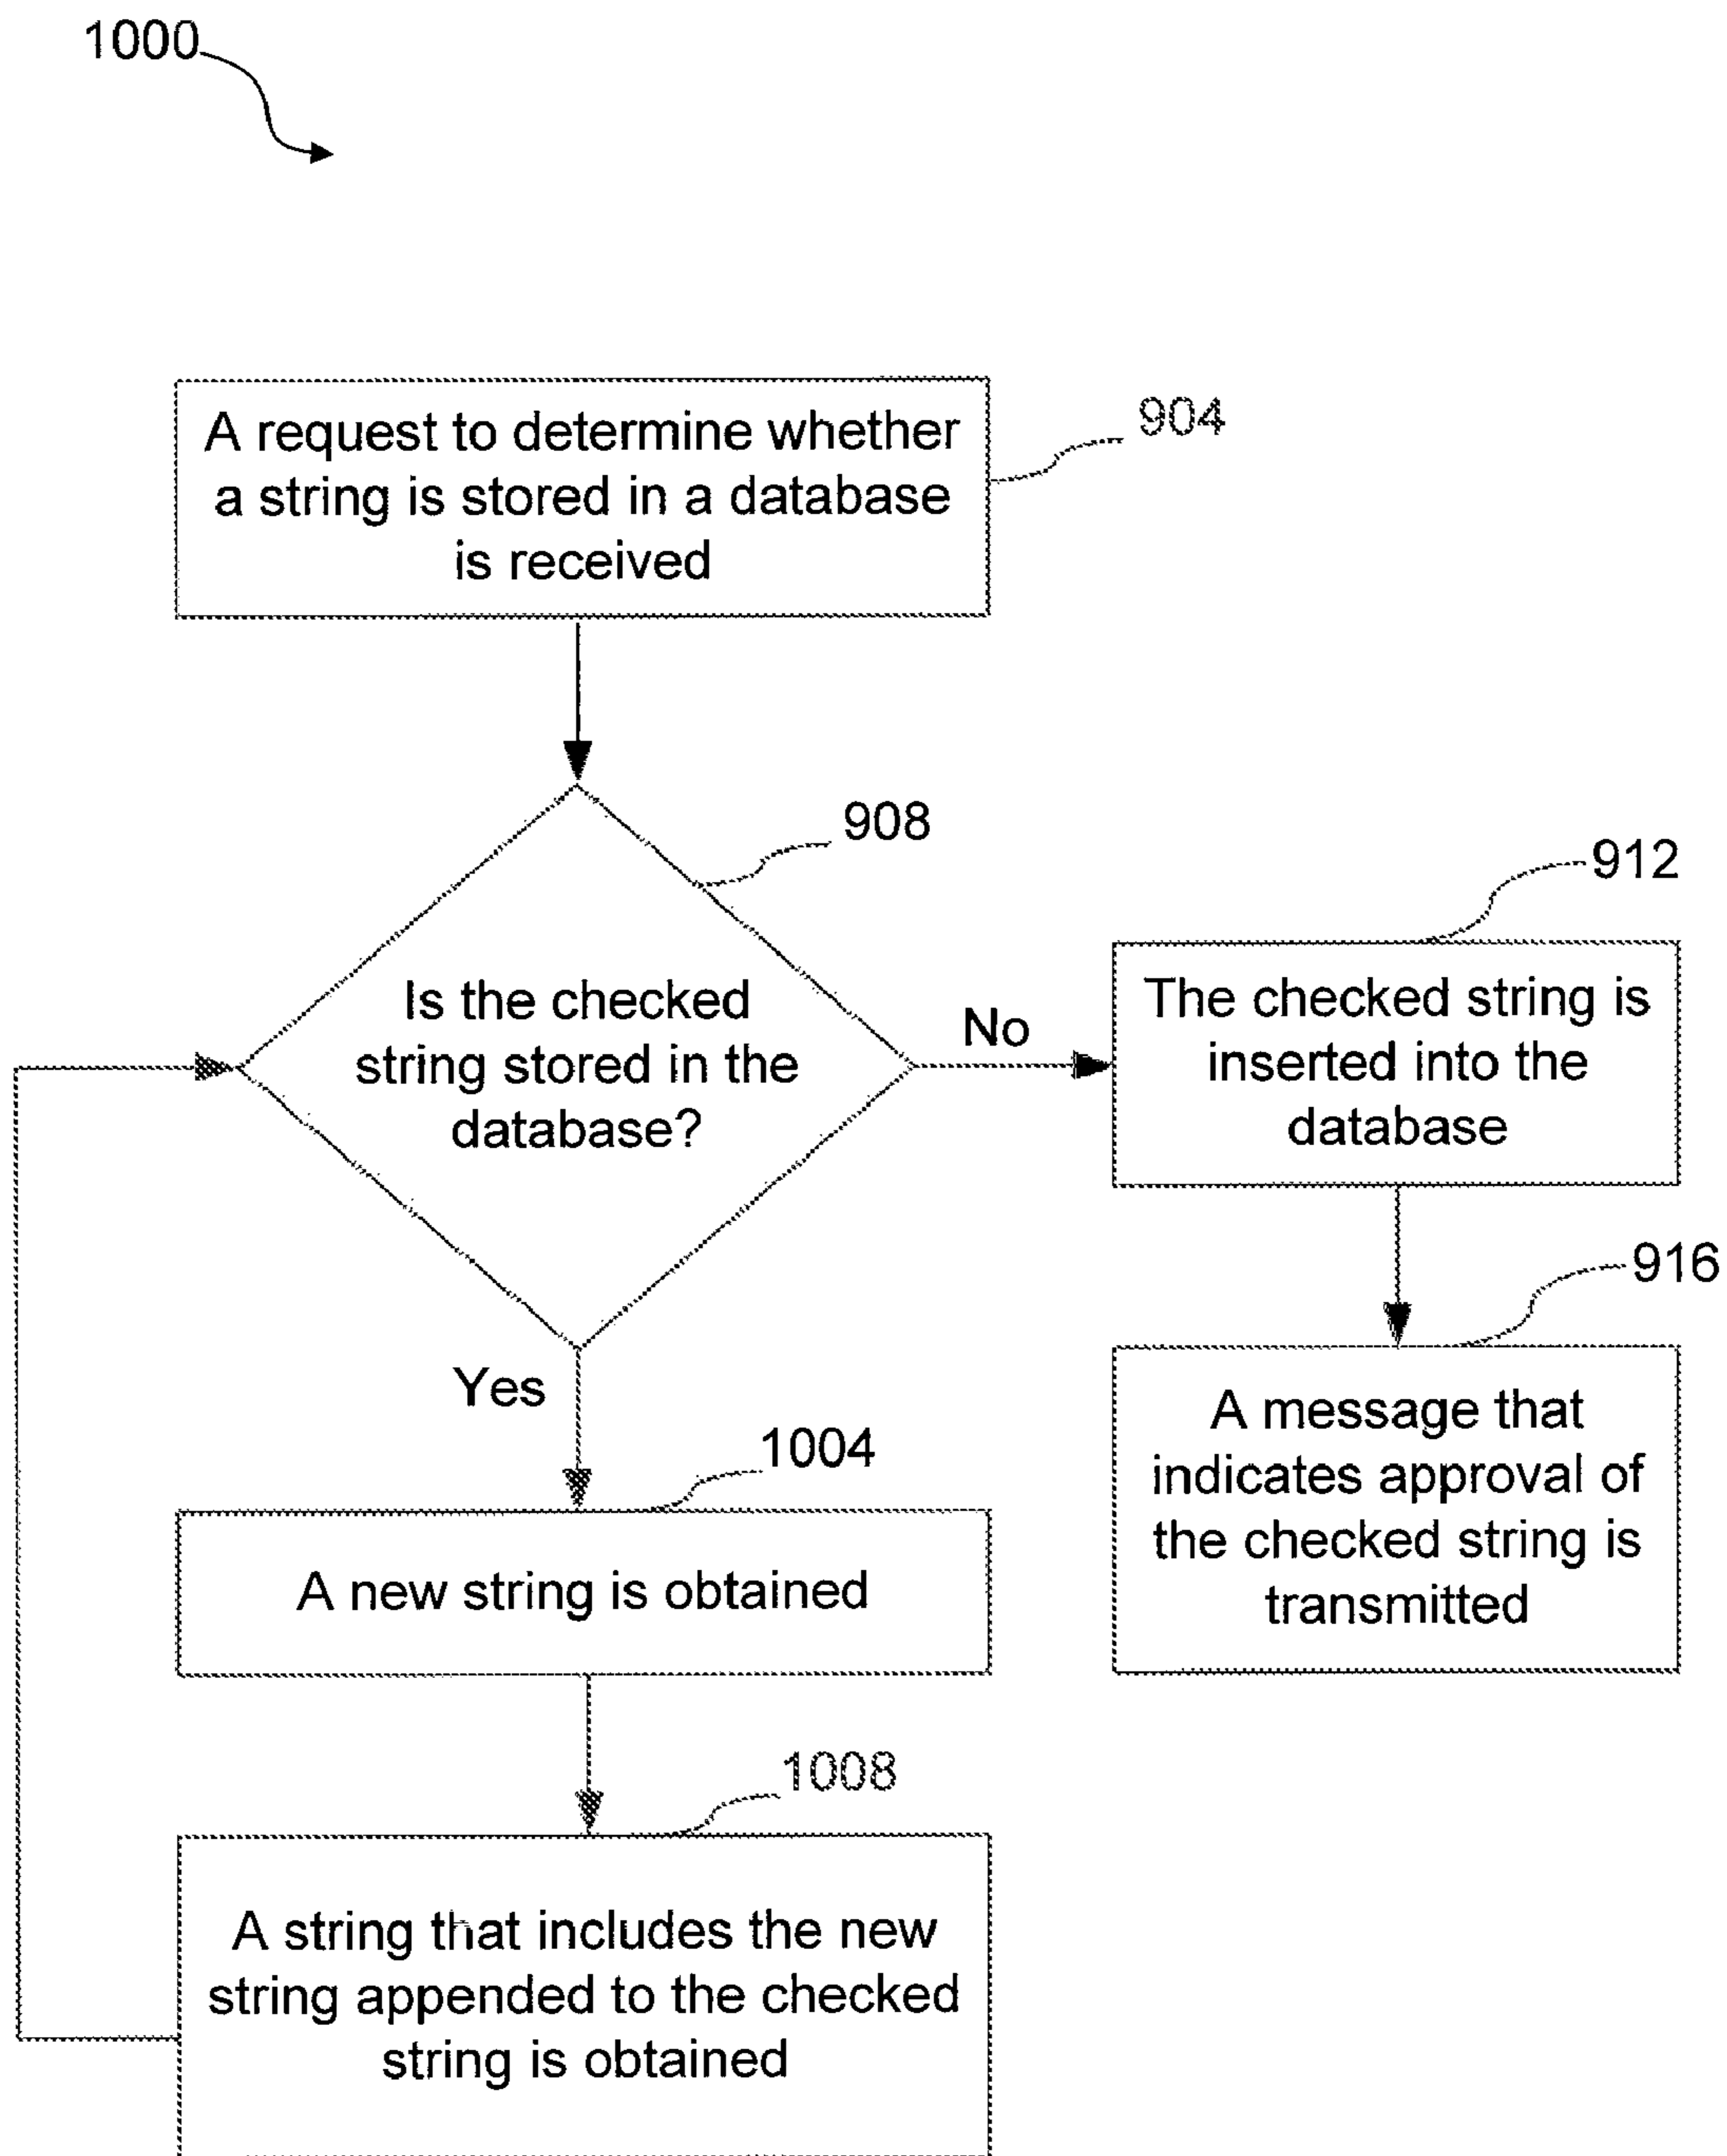 1000
A request to determine whether
a string is stored in a database
is received
904
908
Is the checked
string stored in the
database?
No
912
The checked string is
inserted into the
database
916
A message that
indicates approval of
the checked string is
transmitted
Yes
1004
A new string is obtained
1008
A string that includes the new
string appended to the checked
string is obtained